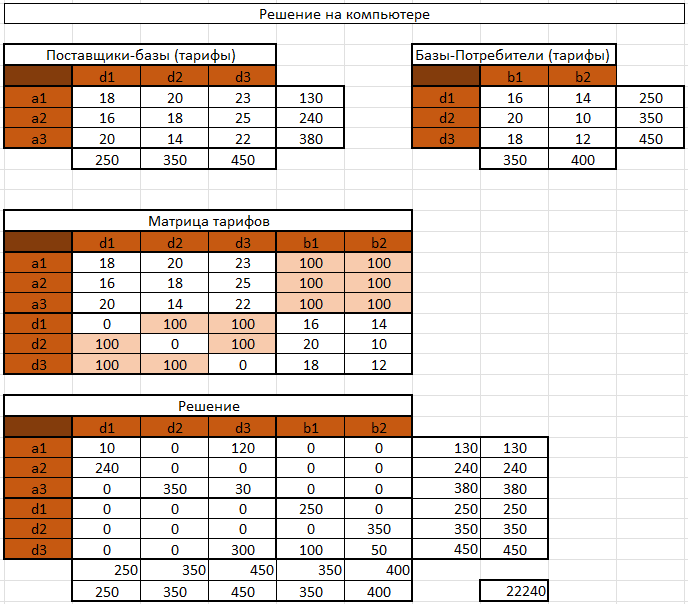 Решение на компьютере
Поставщики-базы (тарифы) Базы-Потребители (тарифы)
d1 d2 d3 b1 b2
a1 18 20 23 130 d1 16 14 250
a2 16 18 25 240 d2 20 10 350
a3 20 14 22 380 d3 18 12 450
250 350 450 350 400
Матрица тарифов
d1 d2 d3 b1 b2
a1 18 20 23 100 100
a2 16 18 25 100 100
a3 20 14 22 100 100
d1 0 100 100 16 14
d2 100 0 100 20 10
d3 100 100 0 18 12
Решение
d1 d2 d3 b1 b2
a1 10 0 120 0 0 130 130
a2 240 0 0 0 0 240 240
a3 0 350 30 0 0 380 380
d1 0 0 0 250 0 250 250
d2 0 0 0 0 350 350 350
d3 0 0 300 100 50 450 450
250 350 450 350 400
250 350 450 350 400 22240